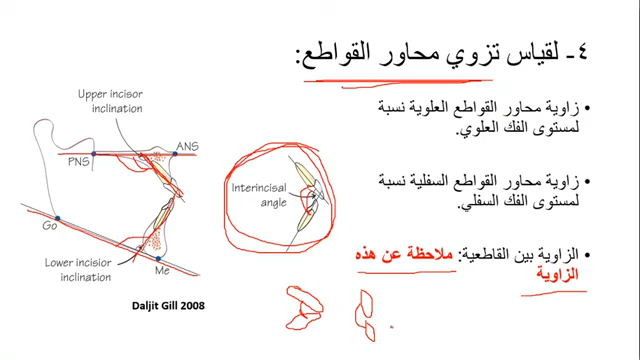 ٤- لقياس تزوي محاور القواطع:
• زاوية محاور القواطع العلوية نسبة
لمستوى الفك العلوي.
• زاوية محاور القواطع السفلية نسبة
لمستوى الفك السفلي.
• الزاوية بين القاطعية: ملاحظة عن هذه
الزاوية
Upper incisor
inclination
PNS
ANS
Interincisal
angle
Go
Lower incisior
inclination
Me
Daljit Gill 2008